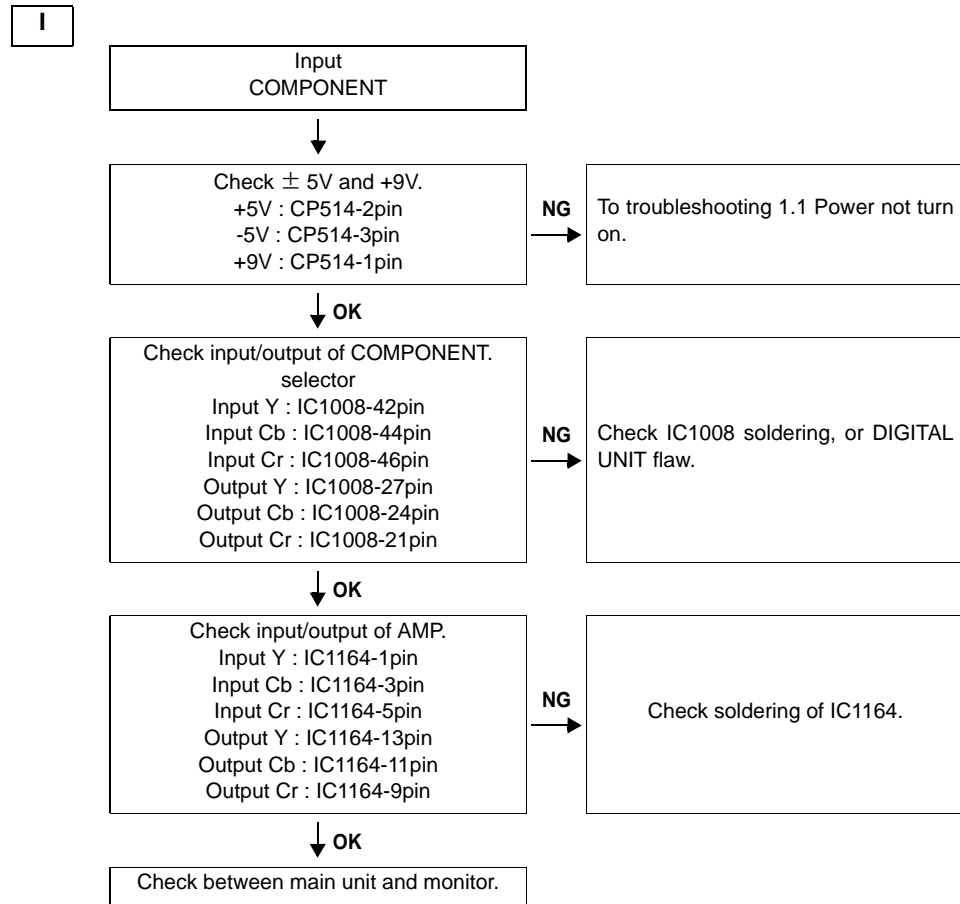 I
Input
COMPONENT
Check ± 5V and +9V.
+5V : CP514-2pin
-5V : CP514-3pin
+9V : CP514-1pin
NG
To troubleshooting 1.1 Power not turn
on.
OK
Check input/output of COMPONENT.
selector
Input Y : IC1008-42pin
Input Cb : IC1008-44pin
Input Cr : IC1008-46pin
Output Y : IC1008-27pin
Output Cb : IC1008-24pin
Output Cr : IC1008-21pin
NG
Check IC1008 soldering, or DIGITAL
UNIT flaw.
OK
Check input/output of AMP.
Input Y : IC1164-1pin
Input Cb : IC1164-3pin
Input Cr : IC1164-5pin
Output Y : IC1164-13pin
Output Cb : IC1164-11pin
Output Cr : IC1164-9pin
NG
Check soldering of IC1164.
OK
Check between main unit and monitor.